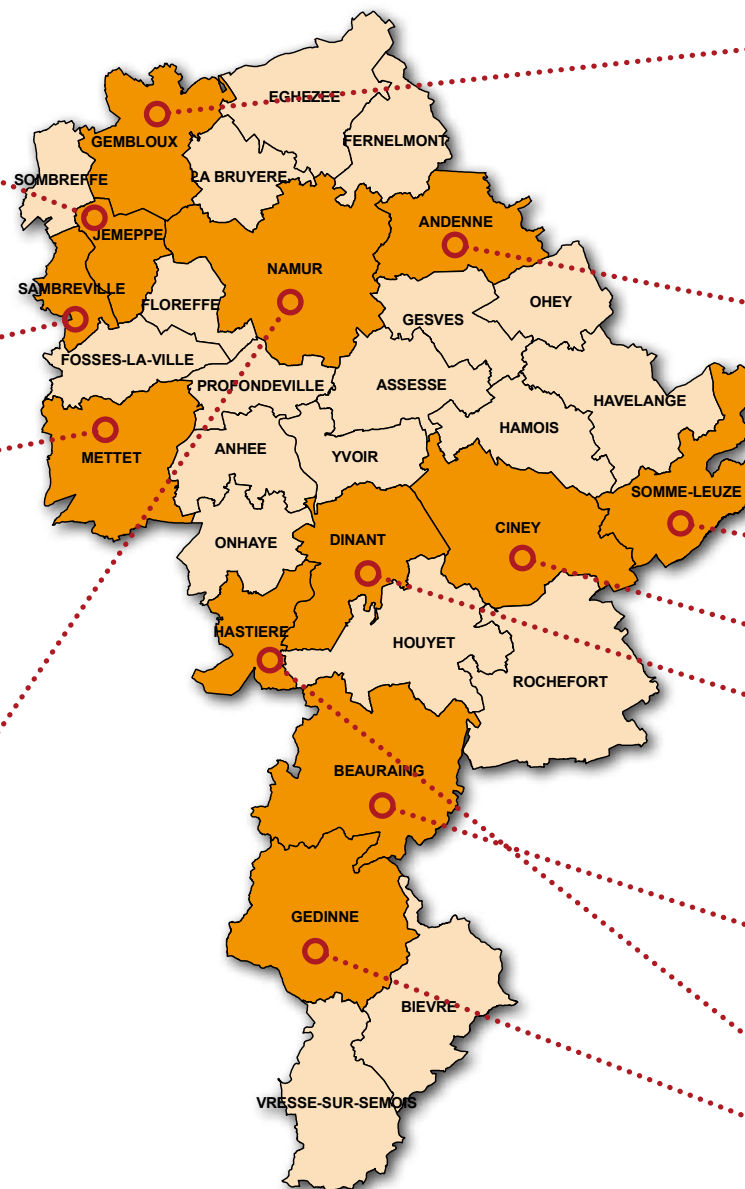 EGHEZEE
GEMBLOUX
FERNELMONT
LA BRUYERE
SOMBREFFE
ANDENNE
JEMEPPE
NAMUR
SAMBREVILLE
FLOREFFE
OHEY
GESVES
FOSSES-LA-VILLE
PROFONDEVILLE
ASSESSE
HAVELANGE
HAMOIS
METTET
ANHEE
YVOIR
SOMME-LEUZE
CINEY
ONHAYE
DINANT
HASTIERE
HOUYET
ROCHEFORT
BEAURAING
GEDINNE
BIEVRE
VRESSE-SUR-SEMOIS